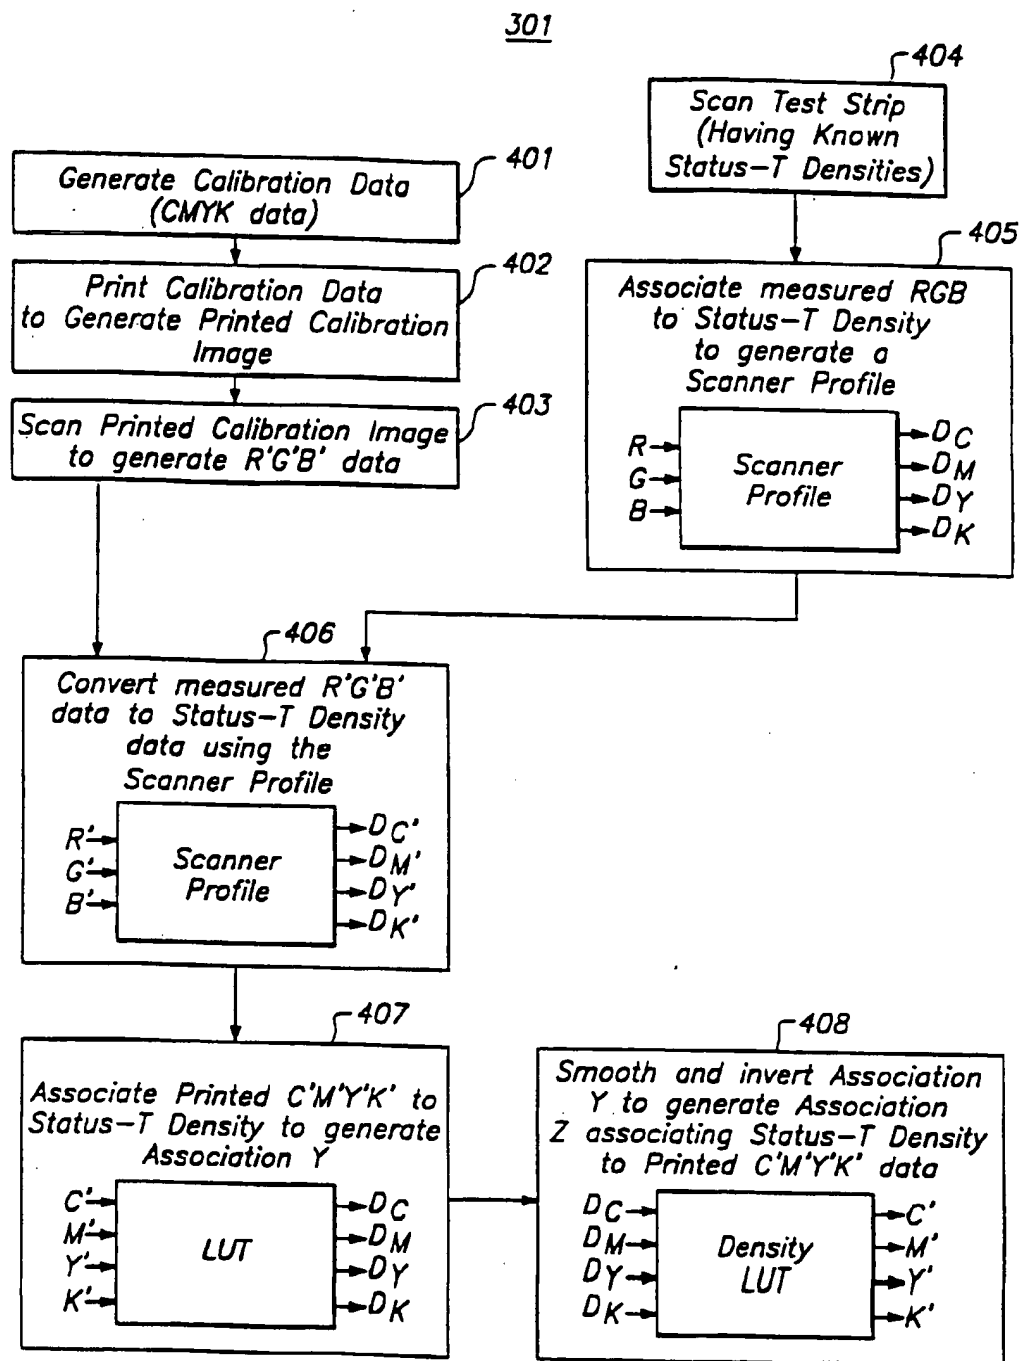 301
404
Scan Test Strip
(Having Known
Status-T Densities)
401
Generate Calibration Data
(CMYK data)
402
Print Calibration Data
to Generate Printed Calibration
Image
403
Scan Printed Calibration Image
to generate R'G'B' data
405
Associate measured RGB
to Status-T Density
to generate a
Scanner Profile
R
G
B
Scanner
Profile
DC
DM
DY
DK
406
Convert measured R'G'B'
data to Status-T Density
data using the
Scanner Profile
R'
G'
B'
Scanner
Profile
DC'
DM'
DY'
DK'
407
Associate Printed C'M'Y'K' to
Status-T Density to generate
Association Y
C'
M'
Y'
K'
LUT
DC
DM
DY
DK
408
Smooth and invert Association
Y to generate Association
Z associating Status-T Density
to Printed C'M'Y'K' data
DC
DM
DY
DK
Density
LUT
C'
M'
Y'
K'